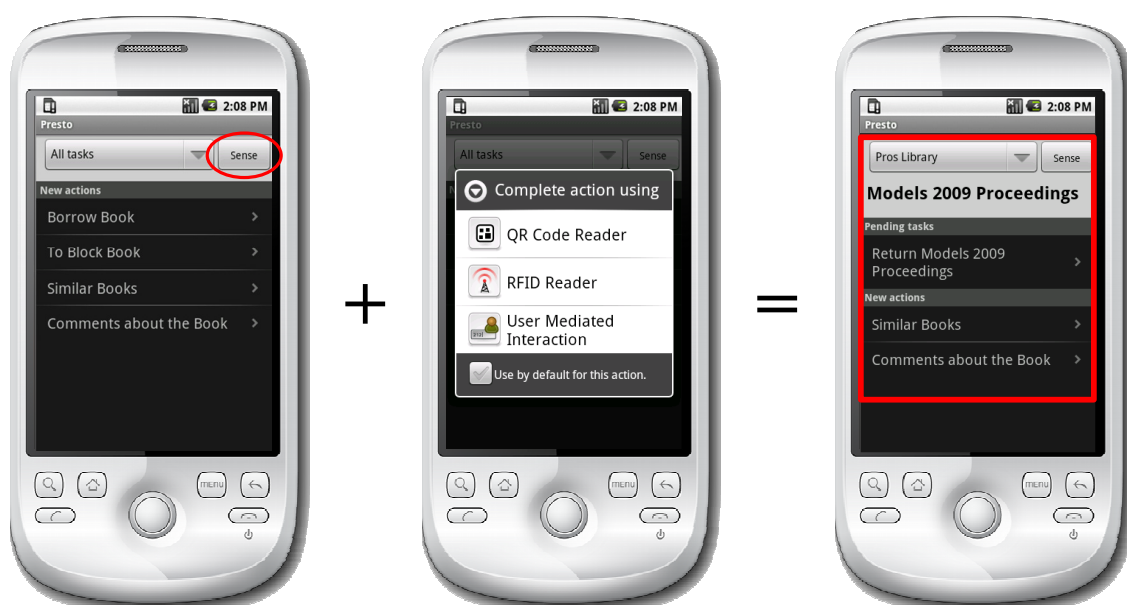 2:08 PM
Presto
All tasks
Sense
New actions
Borrow Book
To Block Book
Similar Books
Comments about the Book
MENU
+
2:08 PM
Presto
All tasks
Sense
Complete action using
QR Code Reader
RFID Reader
User Mediated
Interaction
Use by default for this action.
MENU
=
2:08 PM
Presto
Pros Library
Sense
Models 2009 Proceedings
Pending tasks
Return Models 2009
Proceedings
New actions
Similar Books
Comments about the Book
MENU